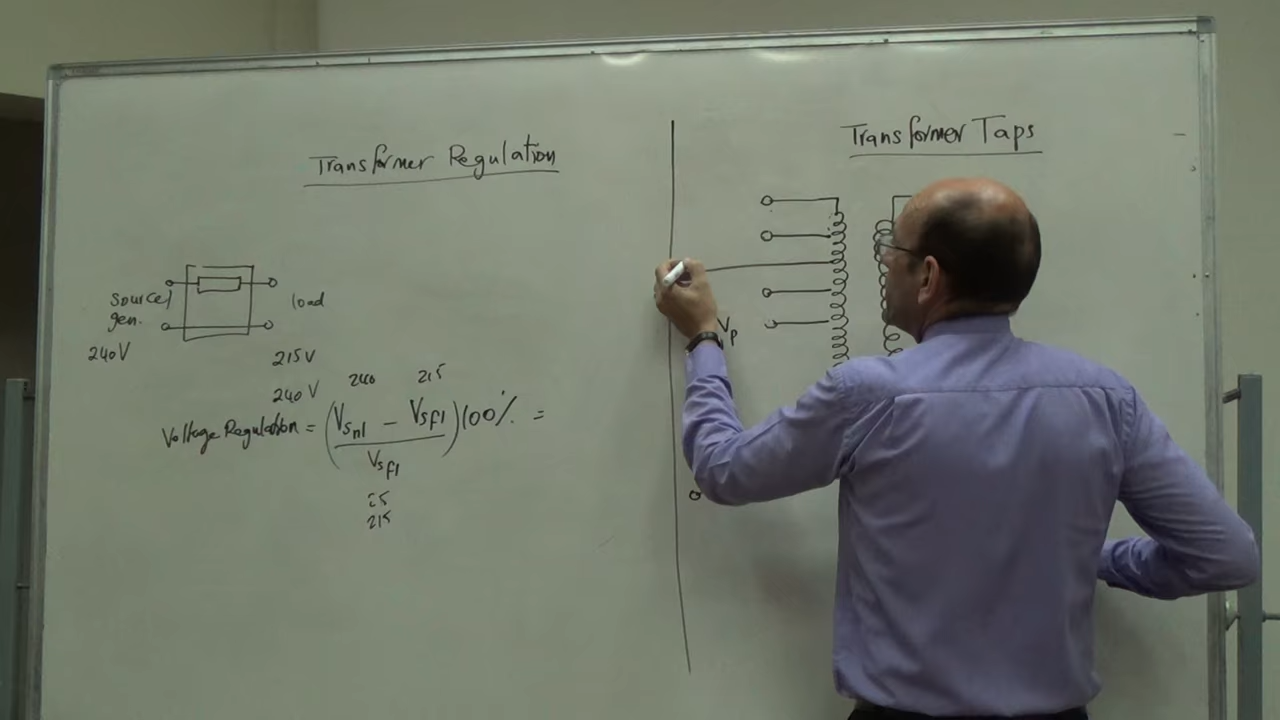 Transformer Regulation
source/ load
gen.
240V
215V
240V 240 215
Voltage Regulation = (Vsnl - Vsfl)100% =
Vsfl
25
215
Transformer Taps
Vp